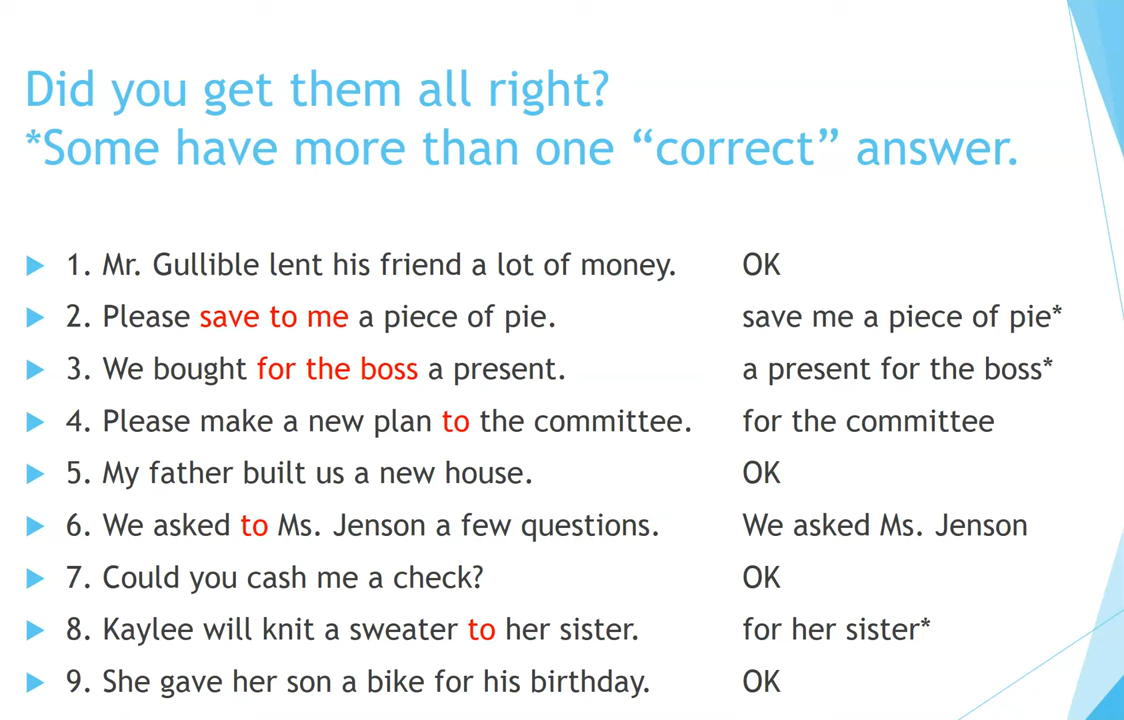 Did you get them all right?
*Some have more than one “correct” answer.
1. Mr. Gullible lent his friend a lot of money. OK
2. Please save to me a piece of pie. save me a piece of pie*
3. We bought for the boss a present. a present for the boss*
4. Please make a new plan to the committee. for the committee
5. My father built us a new house. OK
6. We asked to Ms. Jenson a few questions. We asked Ms. Jenson
7. Could you cash me a check? OK
8. Kaylee will knit a sweater to her sister. for her sister*
9. She gave her son a bike for his birthday. OK